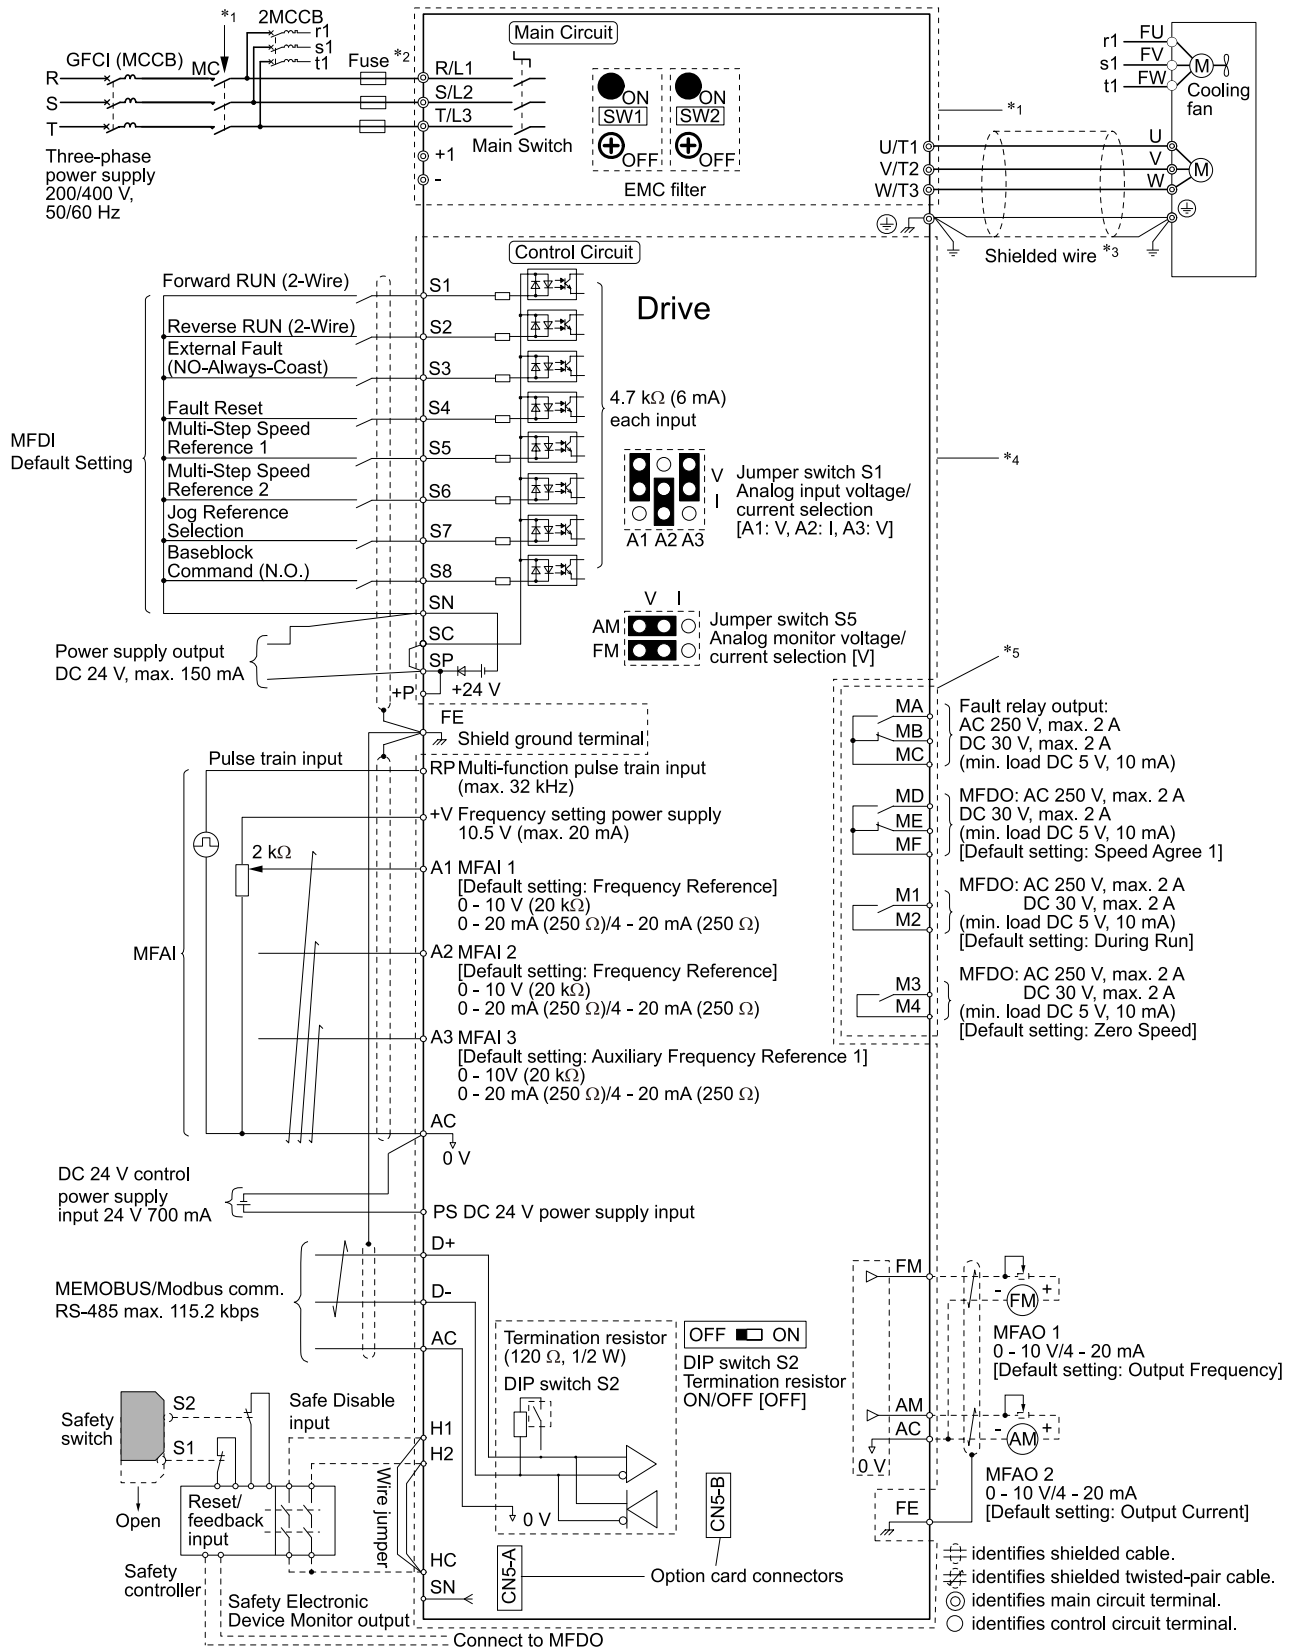 *1
2MCCB
r1
s1
t1
GFCI (MCCB)
MC
Fuse *2
R
S
T
Three-phase
power supply
200/400 V,
50/60 Hz
Main Circuit
R/L1
S/L2
T/L3
+1
-
Main Switch
ON
SW1
OFF
ON
SW2
OFF
EMC filter
*1
U/T1
V/T2
W/T3
r1
s1
t1
FU
FV
FW
M
Cooling
fan
U
V
W
M
Shielded wire *3
Control Circuit
Drive
Forward RUN (2-Wire)
S1
Reverse RUN (2-Wire)
S2
External Fault
(NO-Always-Coast)
S3
Fault Reset
S4
Multi-Step Speed
Reference 1
S5
Multi-Step Speed
Reference 2
S6
Jog Reference
Selection
S7
Baseblock
Command (N.O.)
S8
MFDI
Default Setting
4.7 kΩ (6 mA)
each input
V
I
A1 A2 A3
Jumper switch S1
Analog input voltage/
current selection
[A1: V, A2: I, A3: V]
*4
V I
AM
FM
Jumper switch S5
Analog monitor voltage/
current selection [V]
SN
SC
SP
+P
+24 V
Power supply output
DC 24 V, max. 150 mA
*5
FE
Shield ground terminal
MA
MB
MC
Fault relay output:
AC 250 V, max. 2 A
DC 30 V, max. 2 A
(min. load DC 5 V, 10 mA)
MD
ME
MF
MFDO: AC 250 V, max. 2 A
DC 30 V, max. 2 A
(min. load DC 5 V, 10 mA)
[Default setting: Speed Agree 1]
M1
M2
MFDO: AC 250 V, max. 2 A
DC 30 V, max. 2 A
(min. load DC 5 V, 10 mA)
[Default setting: During Run]
M3
M4
MFDO: AC 250 V, max. 2 A
DC 30 V, max. 2 A
(min. load DC 5 V, 10 mA)
[Default setting: Zero Speed]
Pulse train input
RP Multi-function pulse train input
(max. 32 kHz)
+V Frequency setting power supply
10.5 V (max. 20 mA)
2 kΩ
MFAI
A1 MFAI 1
[Default setting: Frequency Reference]
0 - 10 V (20 kΩ)
0 - 20 mA (250 Ω)/4 - 20 mA (250 Ω)
A2 MFAI 2
[Default setting: Frequency Reference]
0 - 10 V (20 kΩ)
0 - 20 mA (250 Ω)/4 - 20 mA (250 Ω)
A3 MFAI 3
[Default setting: Auxiliary Frequency Reference 1]
0 - 10V (20 kΩ)
0 - 20 mA (250 Ω)/4 - 20 mA (250 Ω)
AC
0 V
DC 24 V control
power supply
input 24 V 700 mA
PS DC 24 V power supply input
D+
D-
AC
MEMOBUS/Modbus comm.
RS-485 max. 115.2 kbps
Termination resistor
(120 Ω, 1/2 W)
DIP switch S2
0 V
OFF ON
DIP switch S2
Termination resistor
ON/OFF [OFF]
FM
- +
FM
MFAO 1
0 - 10 V/4 - 20 mA
[Default setting: Output Frequency]
AM
AC
0 V
- +
AM
MFAO 2
0 - 10 V/4 - 20 mA
[Default setting: Output Current]
FE
Safety
switch
S2
S1
Open
Safe Disable
input
H1
H2
Wire jumper
HC
SN
Reset/
feedback
input
Safety
controller
Safety Electronic
Device Monitor output
Connect to MFDO
CN5-A
CN5-B
Option card connectors
identifies shielded cable.
identifies shielded twisted-pair cable.
identifies main circuit terminal.
identifies control circuit terminal.